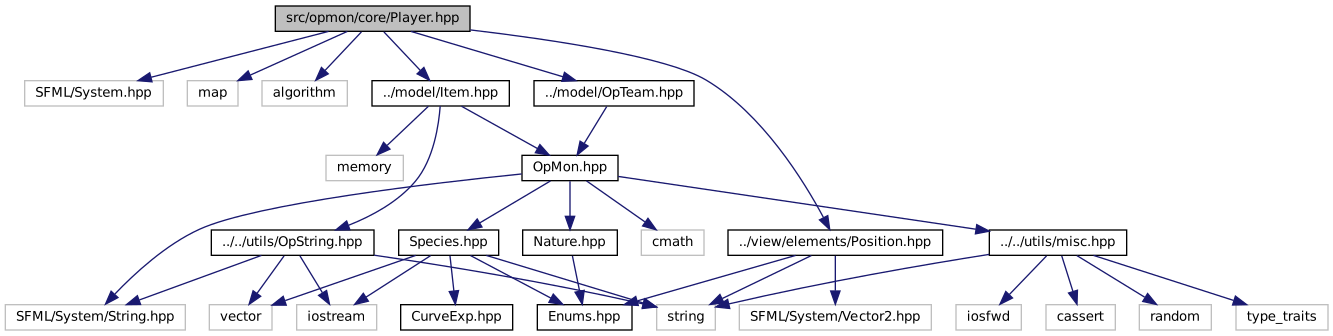 src/opmon/core/Player.hpp
SFML/System.hpp
map
algorithm
../model/Item.hpp
../model/OpTeam.hpp
memory
OpMon.hpp
../../utils/OpString.hpp
Species.hpp
Nature.hpp
cmath
../view/elements/Position.hpp
../../utils/misc.hpp
SFML/System/String.hpp
vector
iostream
CurveExp.hpp
Enums.hpp
string
SFML/System/Vector2.hpp
iosfwd
cassert
random
type_traits